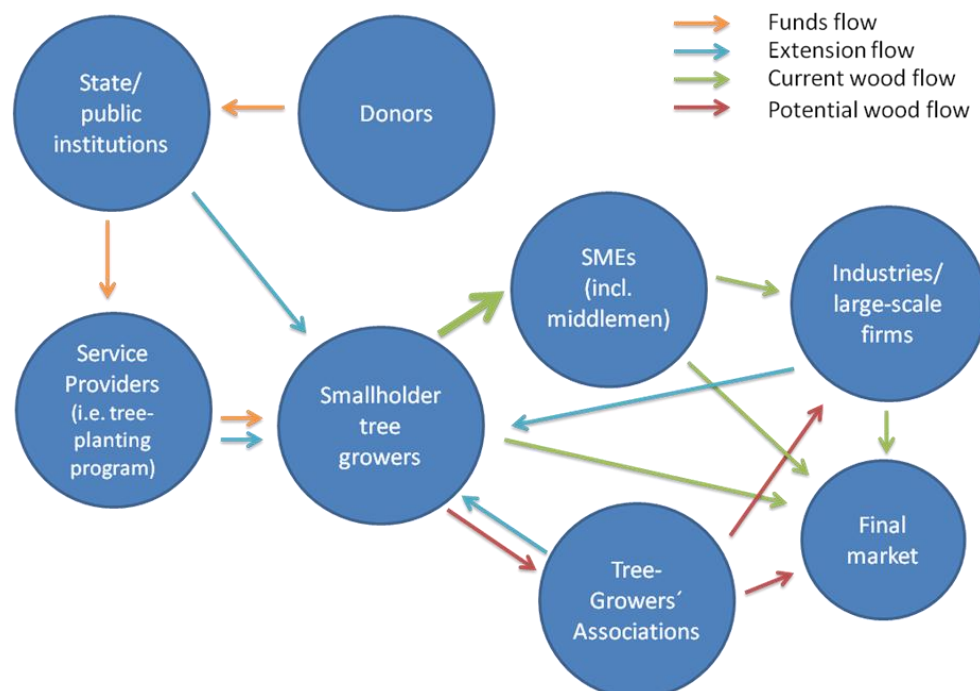 Funds flow
Extension flow
Current wood flow
Potential wood flow
State/
public
institutions
Donors
SMEs
(incl.
middlemen)
Industries/
large-scale
firms
Service
Providers
(i.e. tree-
planting
program)
Smallholder
tree
growers
Final
market
Tree-
Growers´
Associations